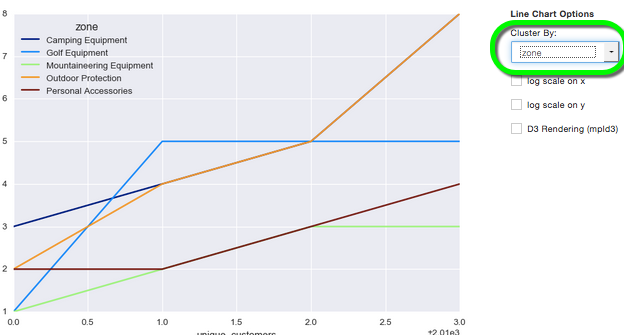 zone
Camping Equipment
Golf Equipment
Mountaineering Equipment
Outdoor Protection
Personal Accessories
8
7
6
5
4
3
2
1
0.0 0.5 1.0 1.5 2.0 2.5 3.0
unique_customers
+2.01e3
Line Chart Options
Cluster By:
zone
log scale on x
log scale on y
D3 Rendering (mpld3)